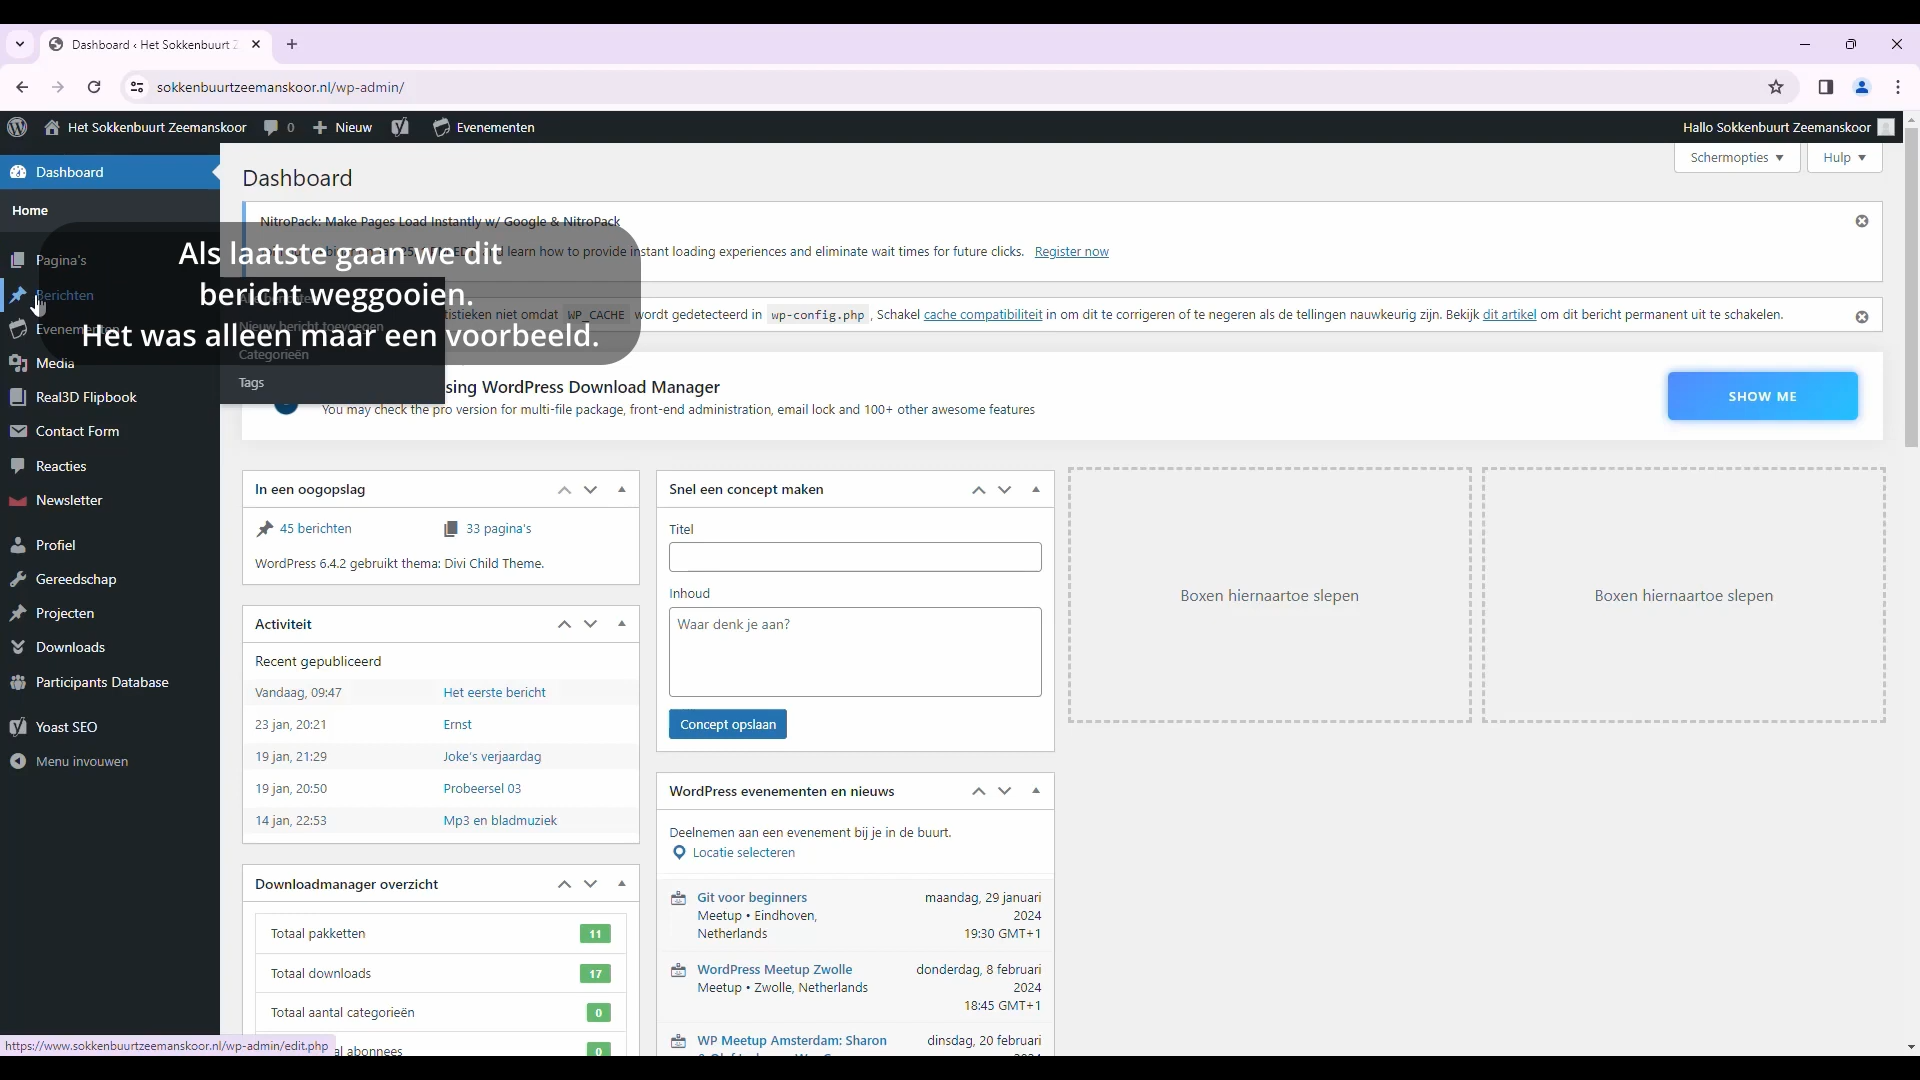 Dashboard ‹ Het Sokkenbuurt Z
sokkenbuurtzeemanskoor.nl/wp-admin/
Het Sokkenbuurt Zeemanskoor 0 Nieuw Evenementen Hallo Sokkenbuurt Zeemanskoor
Dashboard
Home
Pagina's
Berichten
Evenementen
Media
Real3D Flipbook
Contact Form
Reacties
Newsletter
Profiel
Gereedschap
Projecten
Downloads
Participants Database
Yoast SEO
Menu invouwen
Als laatste gaan we dit
bericht weggooien.
Het was alleen maar een voorbeeld.
Nieuw bericht toevoegen
Categorieën
Tags
Schermopties Hulp
Dashboard
NitroPack: Make Pages Load Instantly w/ Google & NitroPack
learn how to provide instant loading experiences and eliminate wait times for future clicks. Register now
niet omdat WP_CACHE wordt gedetecteerd in wp-config.php , Schakel cache compatibiliteit in om dit te corrigeren of te negeren als de tellingen nauwkeurig zijn. Bekijk dit artikel om dit bericht permanent uit te schakelen.
WordPress Download Manager
You may check the pro version for multi-file package, front-end administration, email lock and 100+ other awesome features
SHOW ME
In een oogopslag
45 berichten 33 pagina's
WordPress 6.4.2 gebruikt thema: Divi Child Theme.
Activiteit
Recent gepubliceerd
Vandaag, 09:47 Het eerste bericht
23 jan, 20:21 Ernst
19 jan, 21:29 Joke's verjaardag
19 jan, 20:50 Probeersel 03
14 jan, 22:53 Mp3 en bladmuziek
Downloadmanager overzicht
Totaal pakketten 11
Totaal downloads 17
Totaal aantal categorieën 0
abonnees 0
Snel een concept maken
Titel
Inhoud
Waar denk je aan?
Concept opslaan
WordPress evenementen en nieuws
Deelnemen aan een evenement bij je in de buurt.
Locatie selecteren
Git voor beginners maandag, 29 januari
Meetup • Eindhoven, 2024
Netherlands 19:30 GMT+1
WordPress Meetup Zwolle donderdag, 8 februari
Meetup • Zwolle, Netherlands 2024
18:45 GMT+1
WP Meetup Amsterdam: Sharon dinsdag, 20 februari
Boxen hiernaartoe slepen
Boxen hiernaartoe slepen
https://www.sokkenbuurtzeemanskoor.nl/wp-admin/edit.php